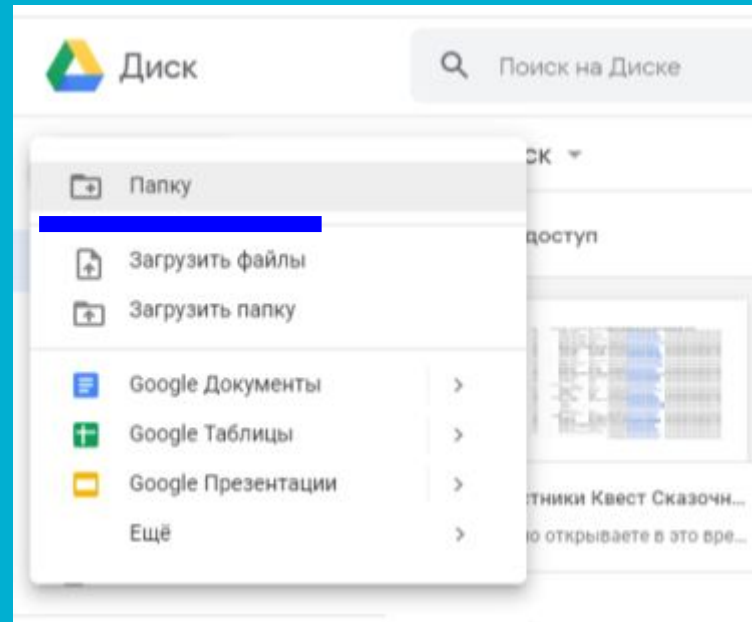 Диск
Поиск на Диске
ск
Папку
доступ
Загрузить файлы
Загрузить папку
Google Документы
Google Таблицы
Google Презентации
тники Квест Сказочн...
Ещё
о открываете в это вре...